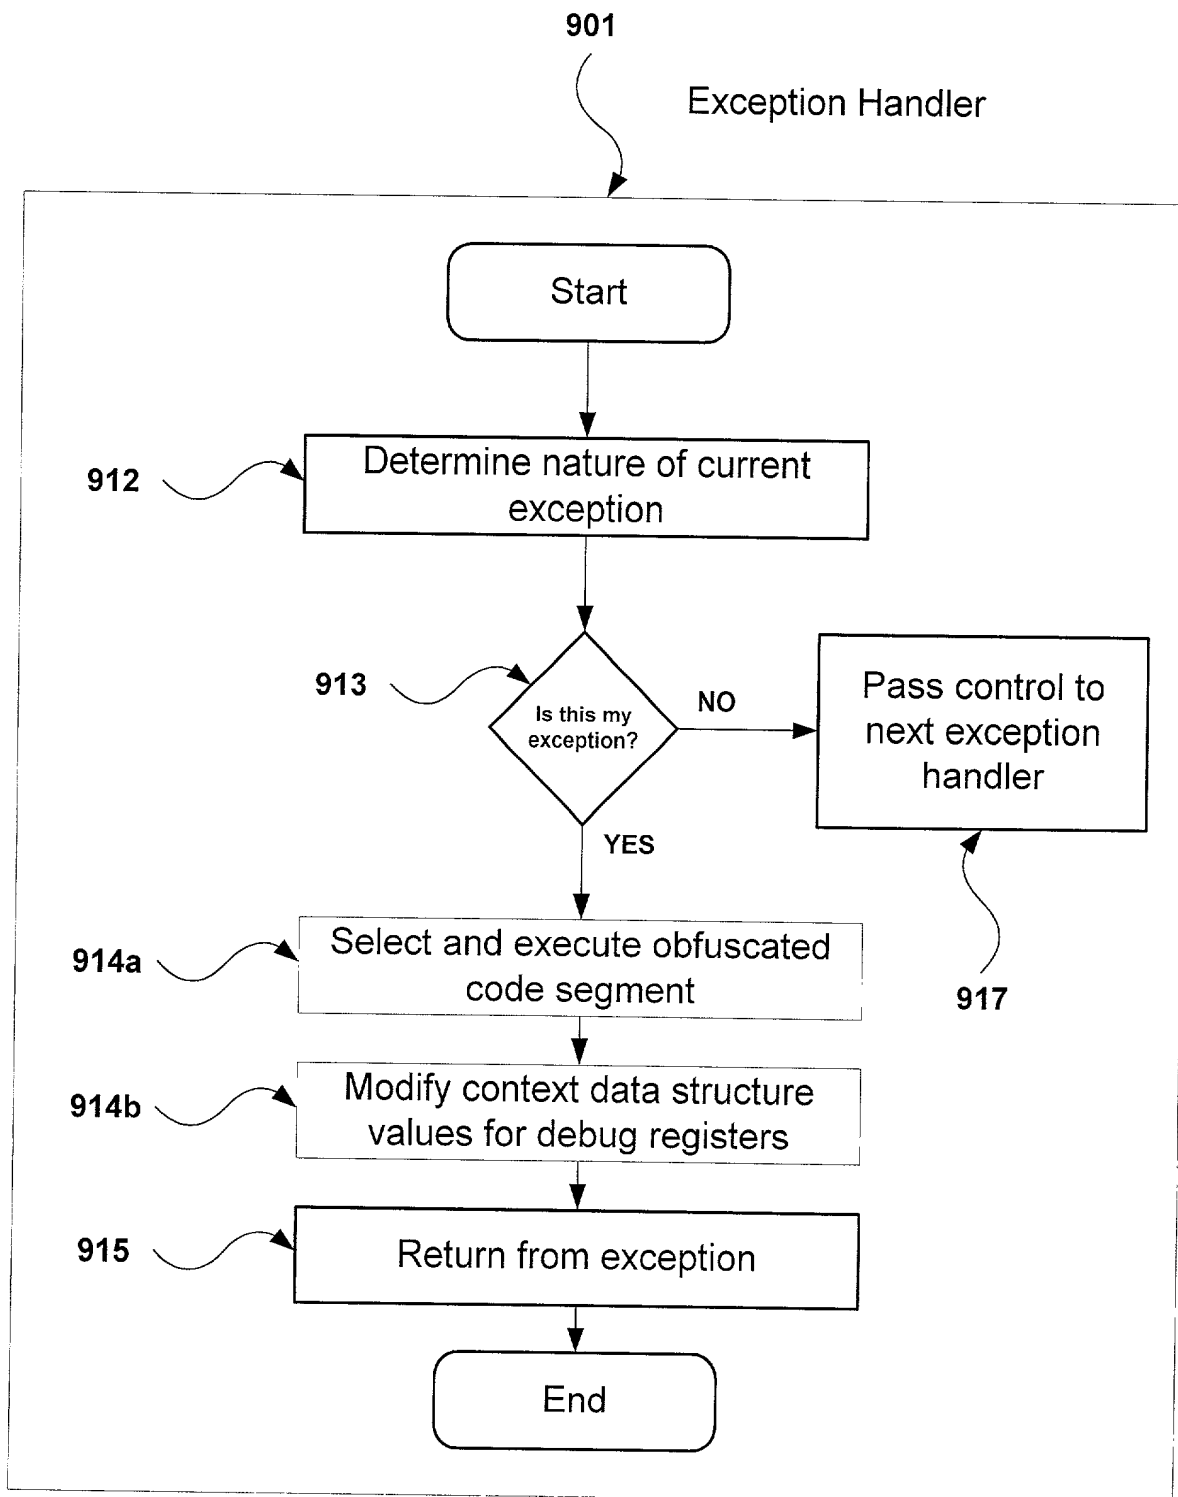 901
Exception Handler
Start
912
Determine nature of current
exception
913
Is this my
exception?
NO
Pass control to
next exception
handler
YES
914a
Select and execute obfuscated
code segment
917
914b
Modify context data structure
values for debug registers
915
Return from exception
End